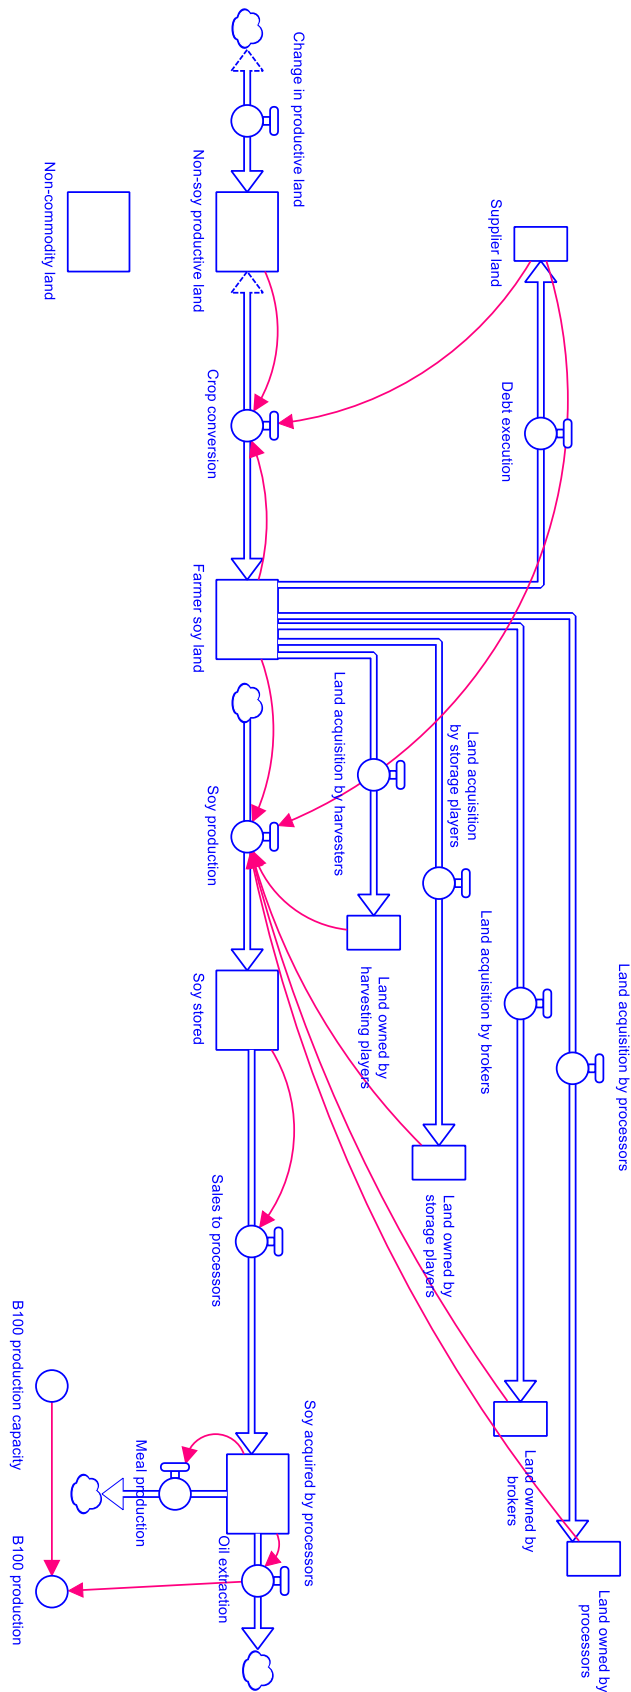 Change in productive land
Non-soy productive land
Non-commodity land
Supplier land
Crop conversion
Debt execution
Farmer soy land
Soy production
Land acquisition by harvesters
Land acquisition
by storage players
Land acquisition by brokers
Land acquisition by processors
Soy stored
Land owned by
harvesting players
Sales to processors
Land owned by
storage players
B100 production capacity
Meal production
Soy acquired by processors
Land owned by
brokers
Oil extraction
B100 production
Land owned by
processors